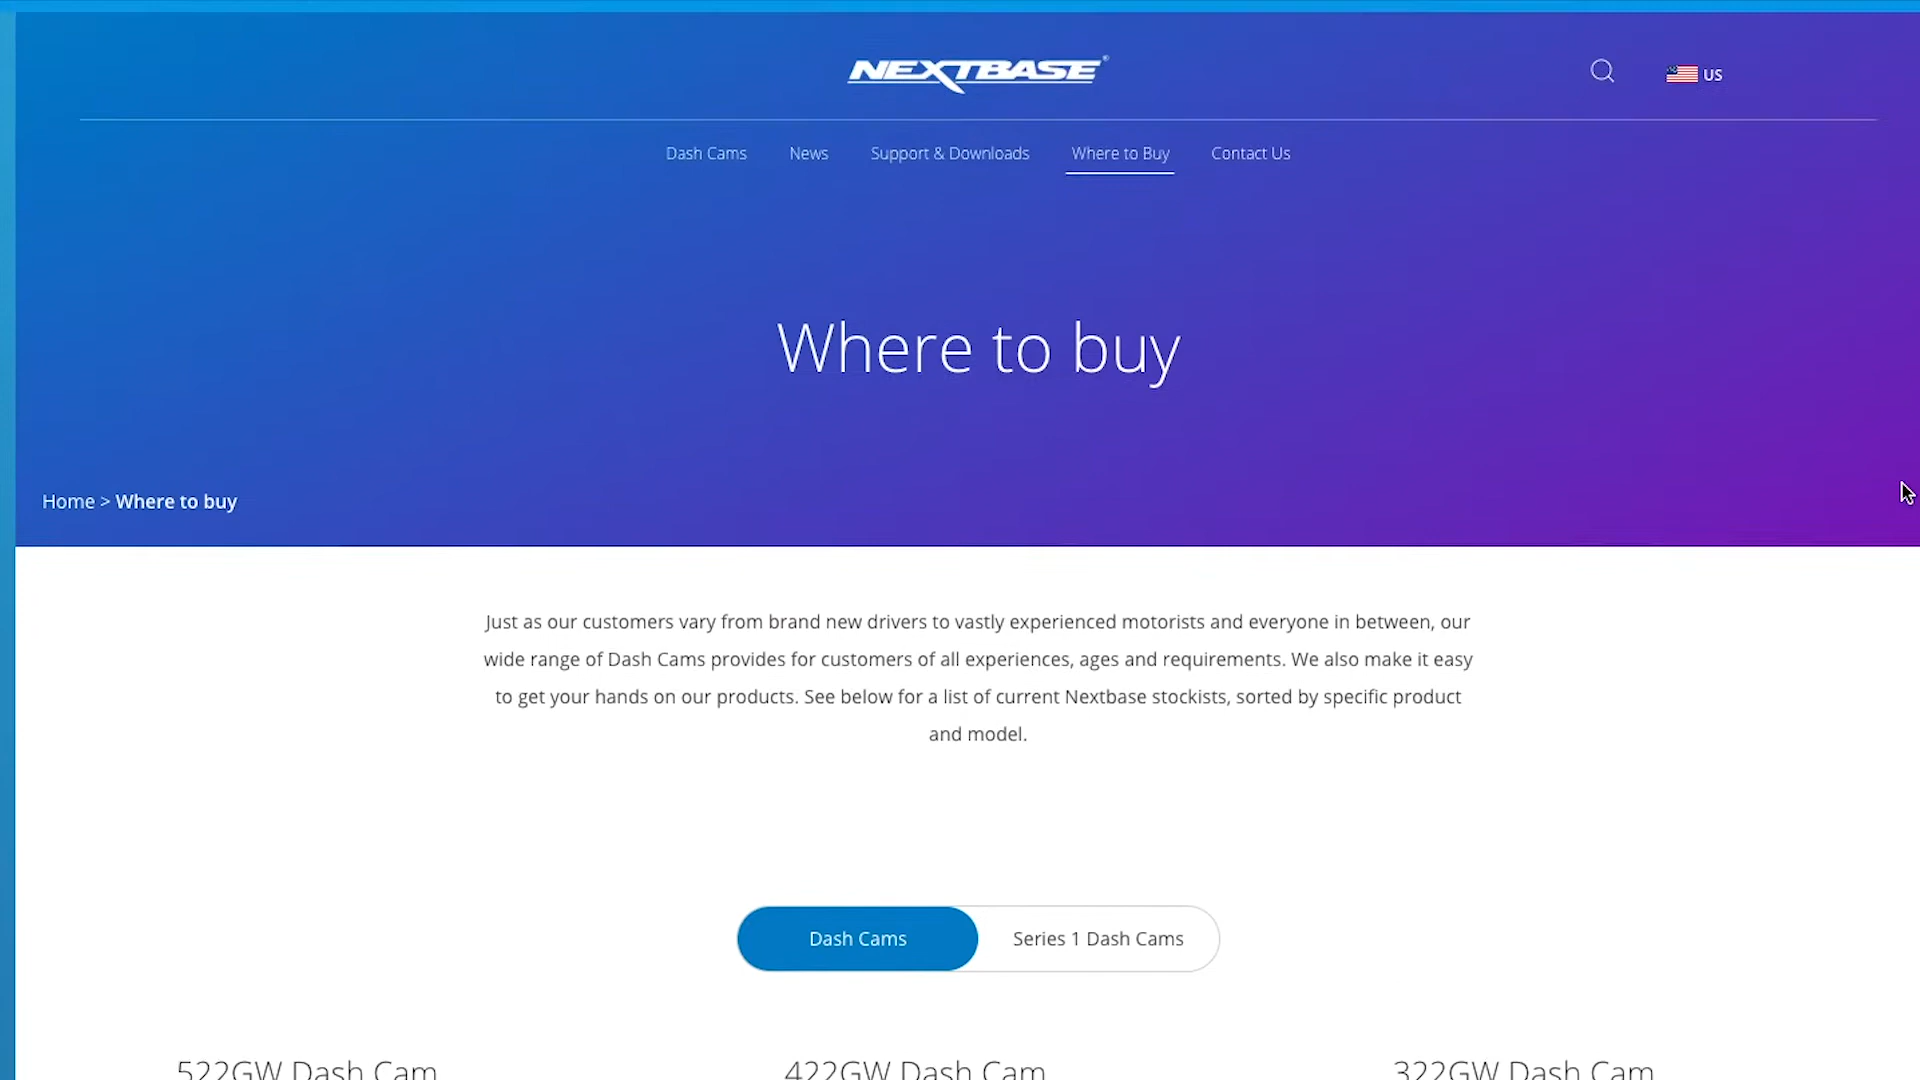 NEXTBASE®
US
Dash Cams
News
Support & Downloads
Where to Buy
Contact Us
Where to buy
Home > Where to buy
Just as our customers vary from brand new drivers to vastly experienced motorists and everyone in between, our
wide range of Dash Cams provides for customers of all experiences, ages and requirements. We also make it easy
to get your hands on our products. See below for a list of current Nextbase stockists, sorted by specific product
and model.
Dash Cams
Series 1 Dash Cams
522GW Dash Cam
422GW Dash Cam
322GW Dash Cam